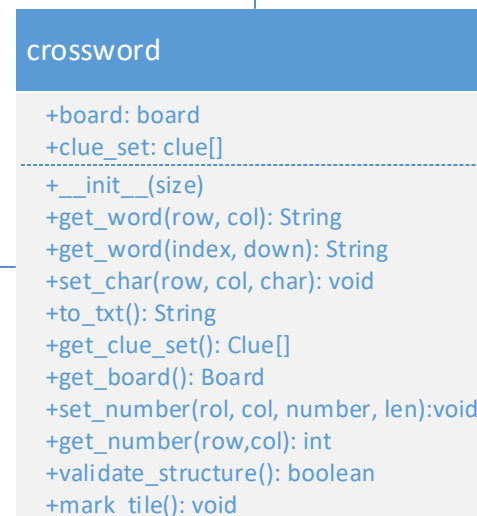 crossword
+board: board
+clue_set: clue[]
+__init__(size)
+get_word(row, col): String
+get_word(index, down): String
+set_char(row, col, char): void
+to_txt(): String
+get_clue_set(): Clue[]
+get_board(): Board
+set_number(rol, col, number, len):void
+get_number(row,col): int
+validate_structure(): boolean
+mark_tile(): void